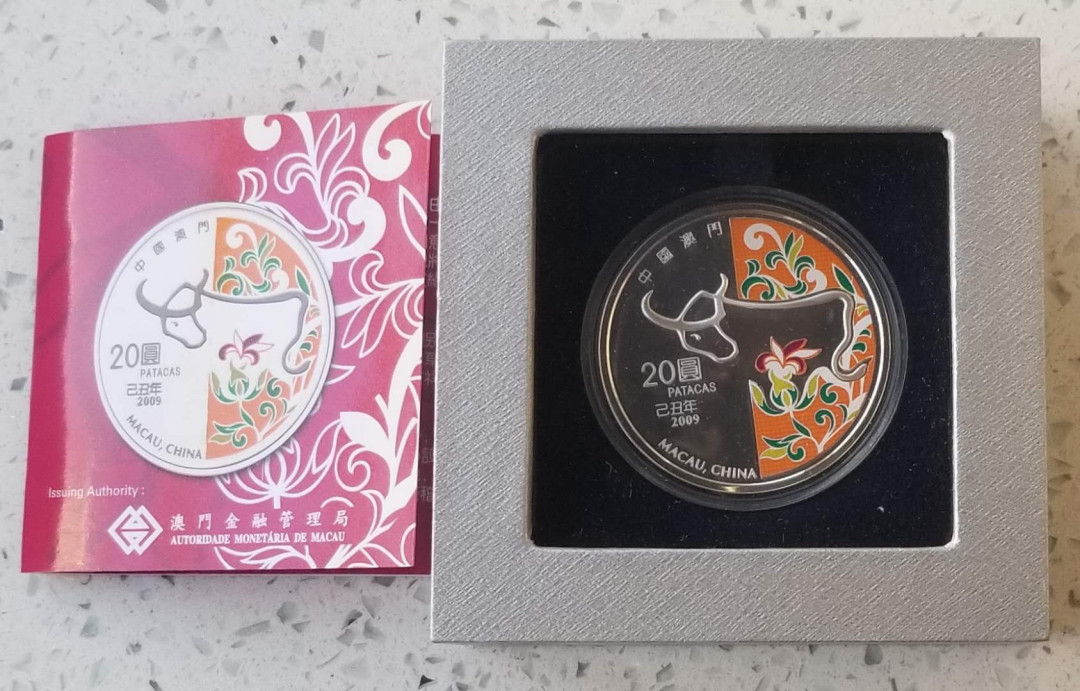 中國澳門
20圓
PATACAS
己丑年
2009
MACAU, CHINA
Issuing Authority :
澳門金融管理局
AUTORIDADE MONETÁRIA DE MACAU
中國澳門
20圓
PATACAS
己丑年
2009
MACAU, CHINA